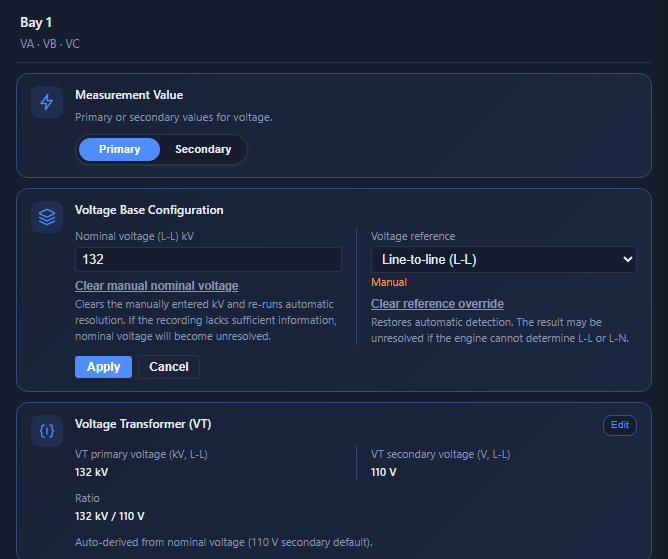 Bay 1
VA · VB · VC
Measurement Value
Primary or secondary values for voltage.
Primary Secondary
Voltage Base Configuration
Nominal voltage (L-L) kV
132
Clear manual nominal voltage
Clears the manually entered kV and re-runs automatic
resolution. If the recording lacks sufficient information,
nominal voltage will become unresolved.
Apply Cancel
Voltage reference
Line-to-line (L-L)
Manual
Clear reference override
Restores automatic detection. The result may be
unresolved if the engine cannot determine L-L or L-N.
Voltage Transformer (VT)
Edit
VT primary voltage (kV, L-L)
132 kV
VT secondary voltage (V, L-L)
110 V
Ratio
132 kV / 110 V
Auto-derived from nominal voltage (110 V secondary default).